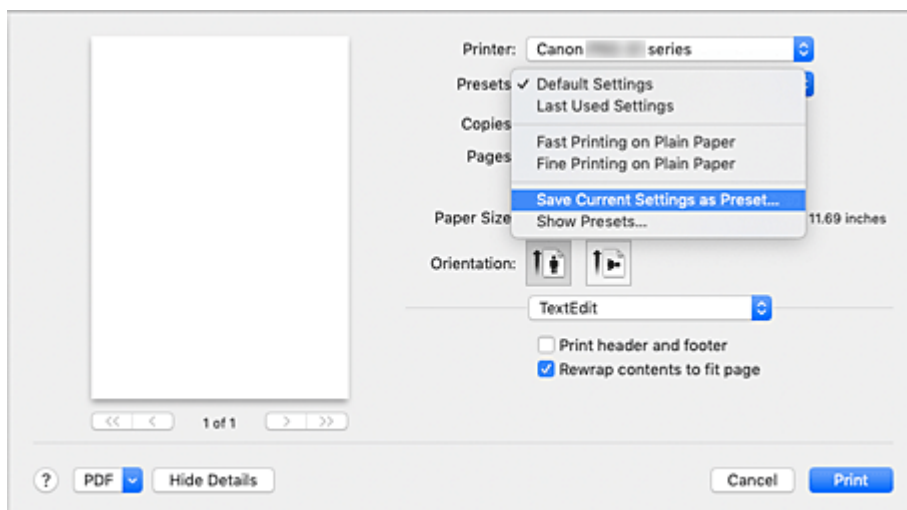 Printer: Canon series
Presets ✓ Default Settings
Last Used Settings
Copies
Fast Printing on Plain Paper
Pages
Fine Printing on Plain Paper
Save Current Settings as Preset...
Paper Size
Show Presets...
11.69 inches
Orientation:
TextEdit
Print header and footer
Rewrap contents to fit page
<< < 1 of 1 > >>
? PDF Hide Details Cancel Print